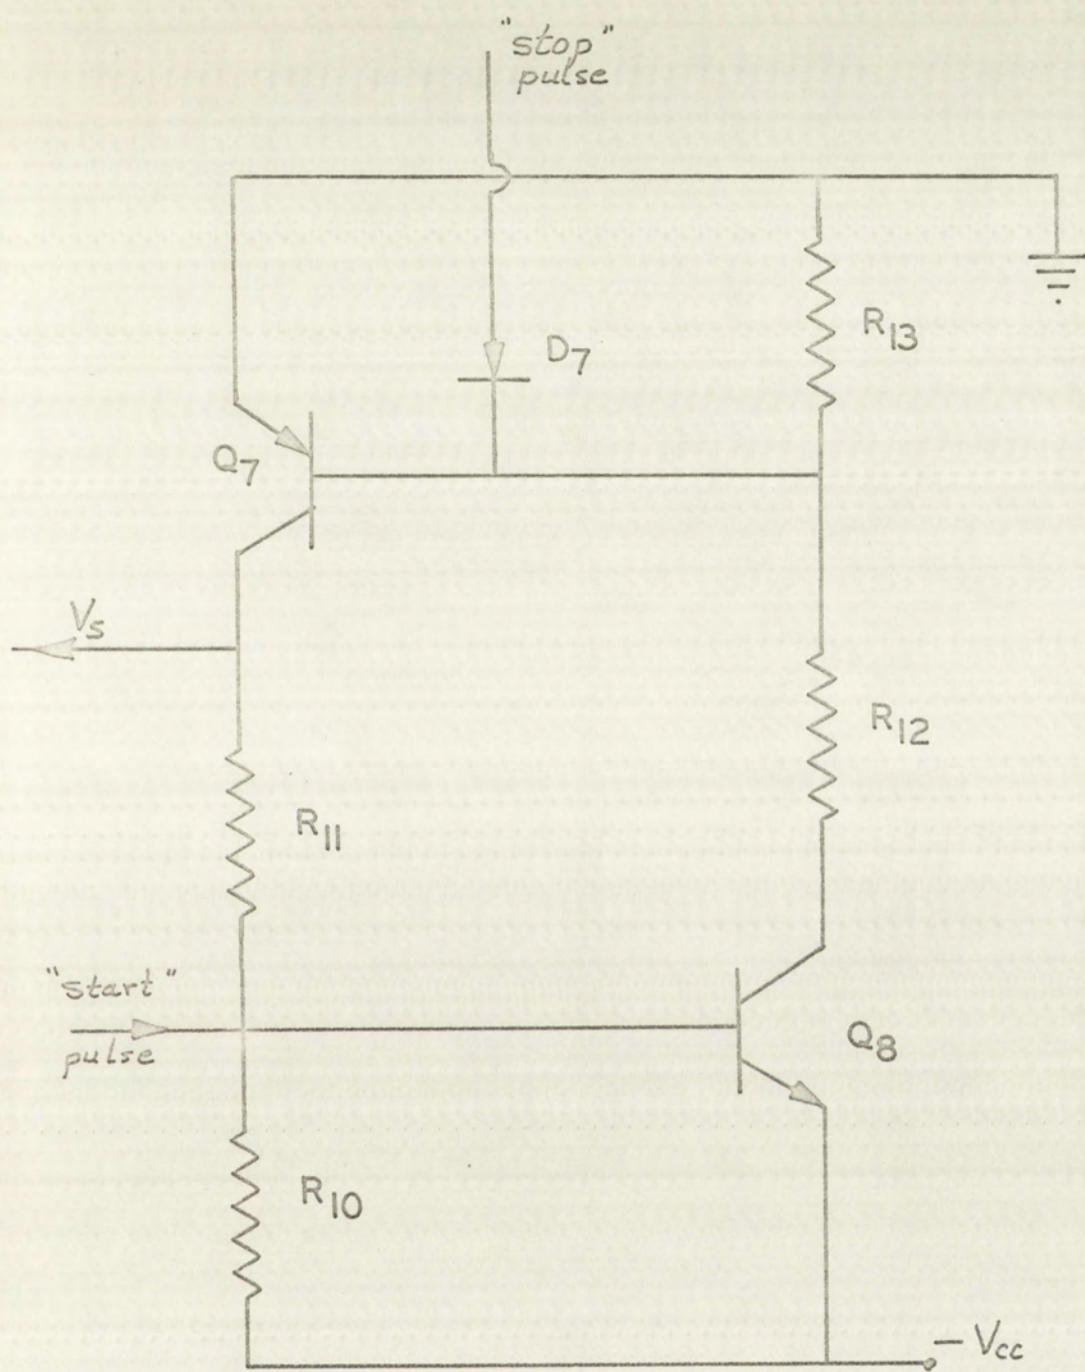 "stop"
pulse
R13
D7
Q7
Vs
R12
R11
"start"
pulse
Q8
R10
- Vcc